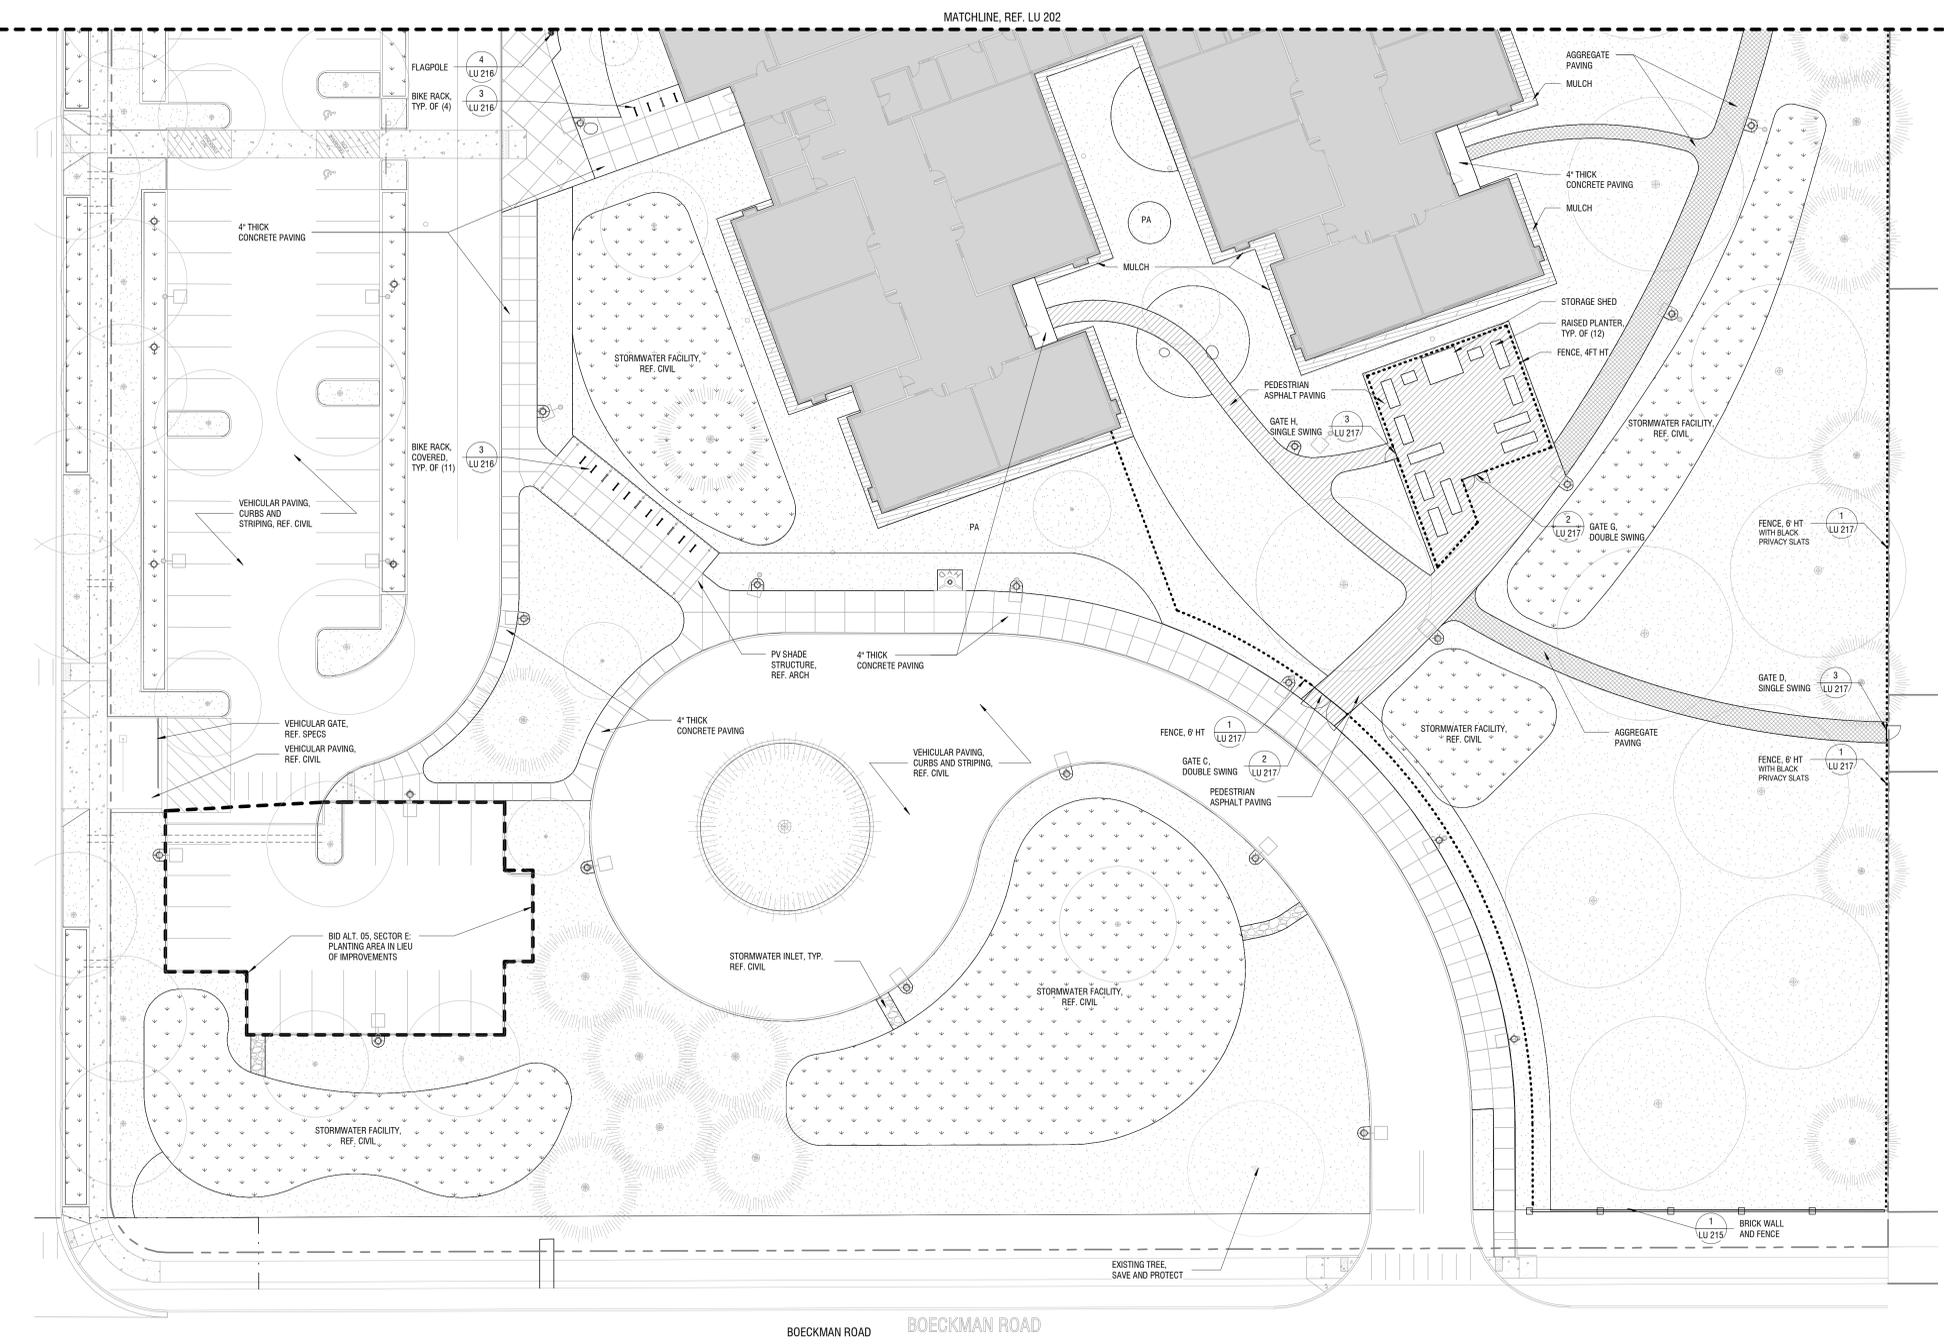 MATCHLINE, REF. LU 202
FLAGPOLE
4
LU 216
BIKE RACK,
TYP. OF (4)
3
LU 216
AGGREGATE
PAVING
MULCH
4" THICK
CONCRETE PAVING
MULCH
4" THICK
CONCRETE PAVING
PA
MULCH
STORAGE SHED
RAISED PLANTER,
TYP. OF (12)
FENCE, 4FT HT
STORMWATER FACILITY,
REF. CIVIL
PEDESTRIAN
ASPHALT PAVING
GATE H,
SINGLE SWING
3
LU 217
STORMWATER FACILITY,
REF. CIVIL
BIKE RACK,
COVERED,
TYP. OF (11)
3
LU 216
VEHICULAR PAVING,
CURBS AND
STRIPING, REF. CIVIL
PA
2
LU 217
GATE G,
DOUBLE SWING
FENCE, 6' HT
WITH BLACK
PRIVACY SLATS
1
LU 217
PV SHADE
STRUCTURE,
REF. ARCH
4" THICK
CONCRETE PAVING
GATE D,
SINGLE SWING
3
LU 217
VEHICULAR GATE,
REF. SPECS
VEHICULAR PAVING,
REF. CIVIL
4" THICK
CONCRETE PAVING
VEHICULAR PAVING,
CURBS AND STRIPING,
REF. CIVIL
FENCE, 6' HT
1
LU 217
GATE C,
DOUBLE SWING
2
LU 217
PEDESTRIAN
ASPHALT PAVING
STORMWATER FACILITY,
REF. CIVIL
AGGREGATE
PAVING
FENCE, 6' HT
WITH BLACK
PRIVACY SLATS
1
LU 217
BID ALT. 05, SECTOR E:
PLANTING AREA IN LIEU
OF IMPROVEMENTS
STORMWATER INLET, TYP.
REF. CIVIL
STORMWATER FACILITY,
REF. CIVIL
STORMWATER FACILITY,
REF. CIVIL
1
LU 215
BRICK WALL
AND FENCE
EXISTING TREE,
SAVE AND PROTECT
BOECKMAN ROAD
BOECKMAN ROAD